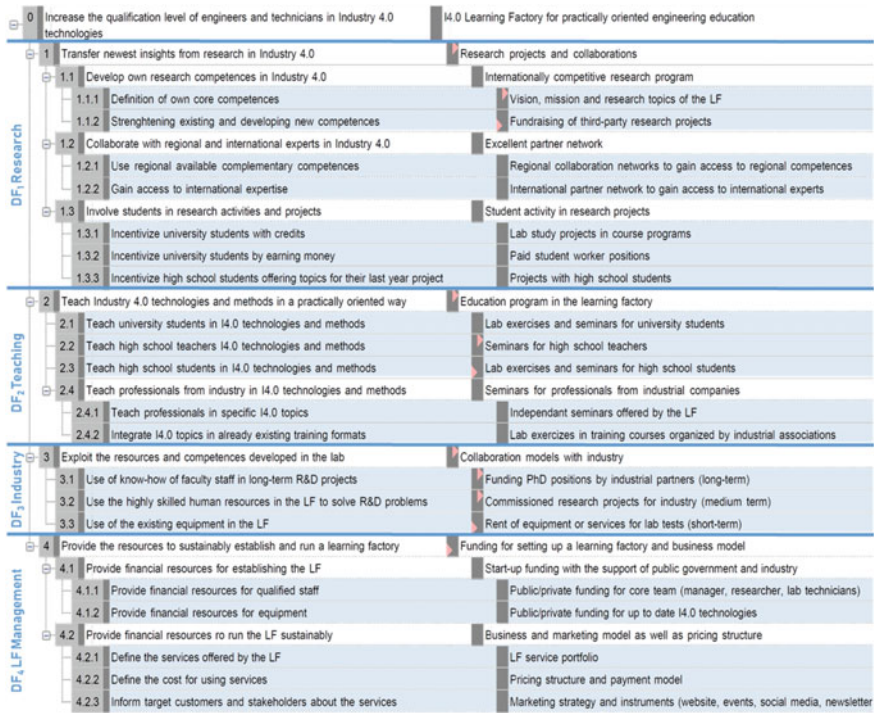 0 Increase the qualification level of engineers and technicians in Industry 4.0 technologies I4.0 Learning Factory for practically oriented engineering education
DF1 Research
1 Transfer newest insights from research in Industry 4.0 Research projects and collaborations
1.1 Develop own research competences in Industry 4.0 Internationally competitive research program
1.1.1 Definition of own core competences Vision, mission and research topics of the LF
1.1.2 Strenghtening existing and developing new competences Fundraising of third-party research projects
1.2 Collaborate with regional and international experts in Industry 4.0 Excellent partner network
1.2.1 Use regional available complementary competences Regional collaboration networks to gain access to regional competences
1.2.2 Gain access to international expertise International partner network to gain access to international experts
1.3 Involve students in research activities and projects Student activity in research projects
1.3.1 Incentivize university students with credits Lab study projects in course programs
1.3.2 Incentivize university students by earning money Paid student worker positions
1.3.3 Incentivize high school students offering topics for their last year project Projects with high school students
DF2 Teaching
2 Teach Industry 4.0 technologies and methods in a practically oriented way Education program in the learning factory
2.1 Teach university students in I4.0 technologies and methods Lab exercises and seminars for university students
2.2 Teach high school teachers I4.0 technologies and methods Seminars for high school teachers
2.3 Teach high school students in I4.0 technologies and methods Lab exercises and seminars for high school students
2.4 Teach professionals from industry in I4.0 technologies and methods Seminars for professionals from industrial companies
2.4.1 Teach professionals in specific I4.0 topics Independant seminars offered by the LF
2.4.2 Integrate I4.0 topics in already existing training formats Lab exercizes in training courses organized by industrial associations
DF3 Industry
3 Exploit the resources and competences developed in the lab Collaboration models with industry
3.1 Use of know-how of faculty staff in long-term R&D projects Funding PhD positions by industrial partners (long-term)
3.2 Use the highly skilled human resources in the LF to solve R&D problems Commissioned research projects for industry (medium term)
3.3 Use of the existing equipment in the LF Rent of equipment or services for lab tests (short-term)
DF4 LF Management
4 Provide the resources to sustainably establish and run a learning factory Funding for setting up a learning factory and business model
4.1 Provide financial resources for establishing the LF Start-up funding with the support of public government and industry
4.1.1 Provide financial resources for qualified staff Public/private funding for core team (manager, researcher, lab technicians)
4.1.2 Provide financial resources for equipment Public/private funding for up to date I4.0 technologies
4.2 Provide financial resources ro run the LF sustainably Business and marketing model as well as pricing structure
4.2.1 Define the services offered by the LF LF service portfolio
4.2.2 Define the cost for using services Pricing structure and payment model
4.2.3 Inform target customers and stakeholders about the services Marketing strategy and instruments (website, events, social media, newsletter